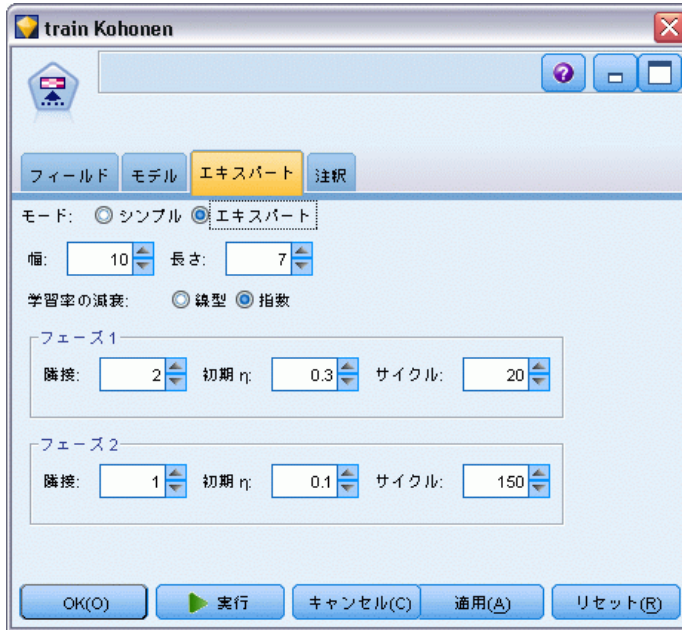 train Kohonen
フィールド モデル エキスパート 注釈
モード: シンプル エキスパート
幅: 10 長さ: 7
学習率の減衰: 線型 指数
フェーズ 1
隣接: 2 初期 η: 0.3 サイクル: 20
フェーズ 2
隣接: 1 初期 η: 0.1 サイクル: 150
OK(O) 実行 キャンセル(C) 適用(A) リセット(R)